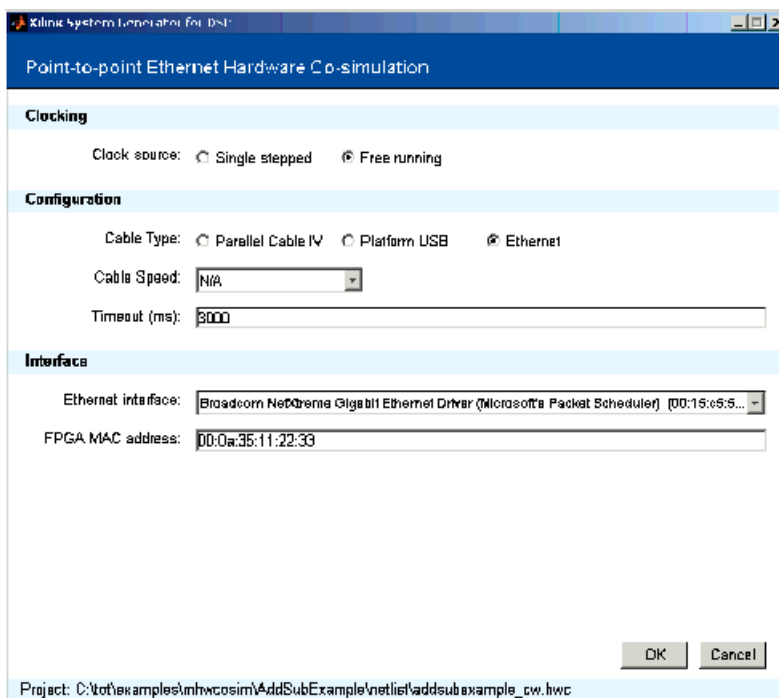 Xilinx System Generator for DSP
Point-to-point Ethernet Hardware Co-simulation
Clocking
Clock source: Single stepped Free running
Configuration
Cable Type: Parallel Cable IV Platform USB Ethernet
Cable Speed: N/A
Timeout (ms): 3000
Interface
Ethernet interface: Broadcom NetXtreme Gigabit Ethernet Driver (Microsoft's Packet Scheduler) (00:15:c5:5...
FPGA MAC address: 00:0a:35:11:22:33
OK Cancel
Project: C:\tot\examples\mhwcosim\AddSubExample\netlist\addsubexample_cw.hwc